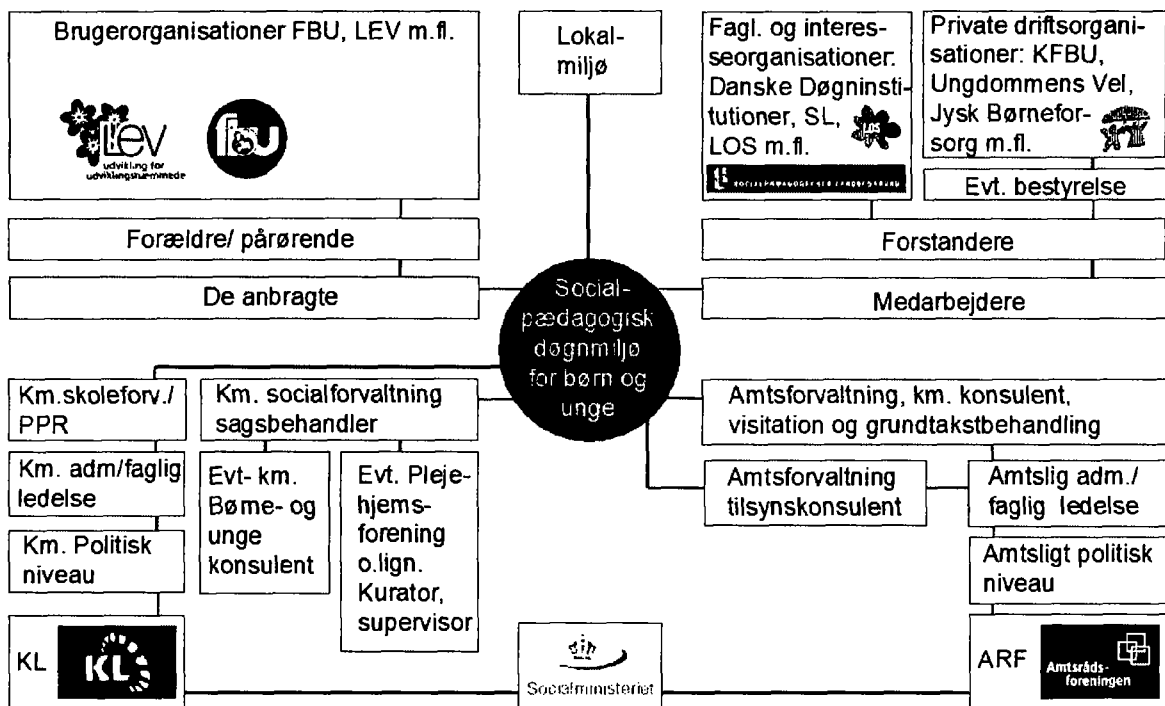 Brugerorganisationer FBU, LEV m.fl.
Lev
udvikling for
udviklingshæmmede
fbu
Lokal-
miljø
Fagl. og interes-
seorganisationer:
Danske Døgninsti-
tutioner, SL,
LOS m.fl.
LOS
SOCIALPÆDAGOGERNES LANDSFORBUND
Private driftsorgani-
sationer: KFBU,
Ungdommens Vel,
Jysk Børnefor-
sorg m.fl.
Evt. bestyrelse
Forældre/ pårørende
Forstandere
De anbragte
Medarbejdere
Social-
pædagogisk
døgnmiljø
for børn og
unge
Km.skoleforv./
PPR
Km. socialforvaltning
sagsbehandler
Amtsforvaltning, km. konsulent,
visitation og grundtakstbehandling
Km. adm/faglig
ledelse
Evt- km.
Børne- og
unge
konsulent
Evt. Pleje-
hjems-
forening
o.lign.
Kurator,
supervisor
Amtsforvaltning
tilsynskonsulent
Amtslig adm./
faglig ledelse
Km. Politisk
niveau
Amtsligt politisk
niveau
KL
KL
Socialministeriet
ARF
Amtsråds-
foreningen